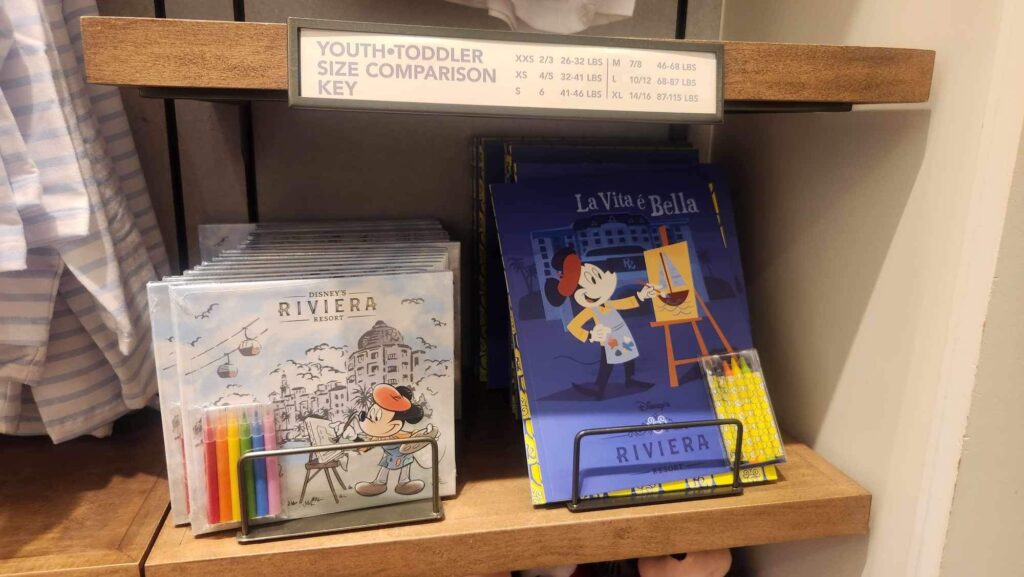 YOUTH•TODDLER
SIZE COMPARISON
KEY
XXS 2/3 26-32 LBS
XS 4/5 32-41 LBS
S 6 41-46 LBS
M 7/8 46-68 LBS
L 10/12 68-87 LBS
XL 14/16 87-115 LBS
La Vita é Bella
DISNEY'S
RIVIERA
RESORT
Disney's
RIVIERA
RESORT